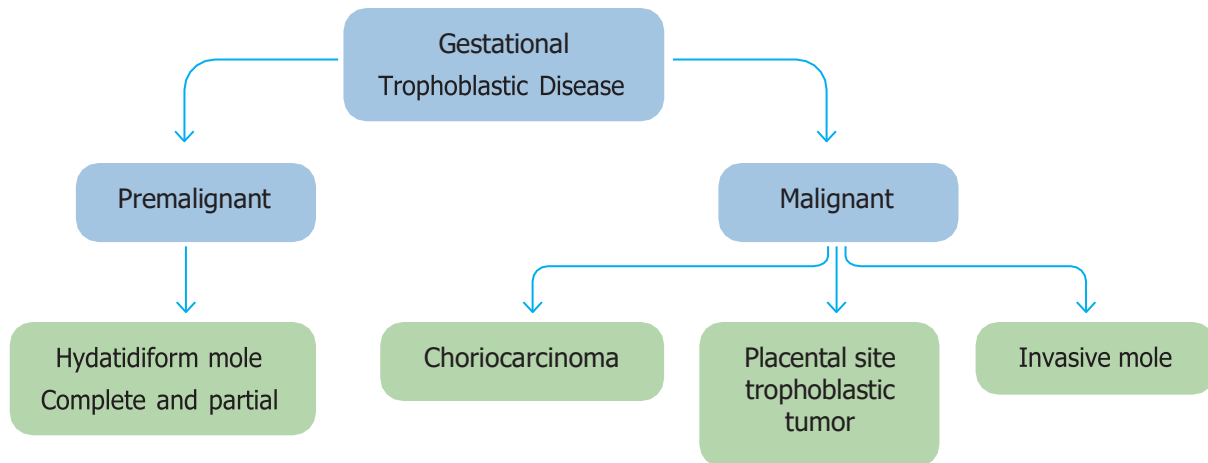 Gestational
Trophoblastic Disease
Premalignant
Malignant
Hydatidiform mole
Complete and partial
Choriocarcinoma
Placental site
trophoblastic
tumor
Invasive mole